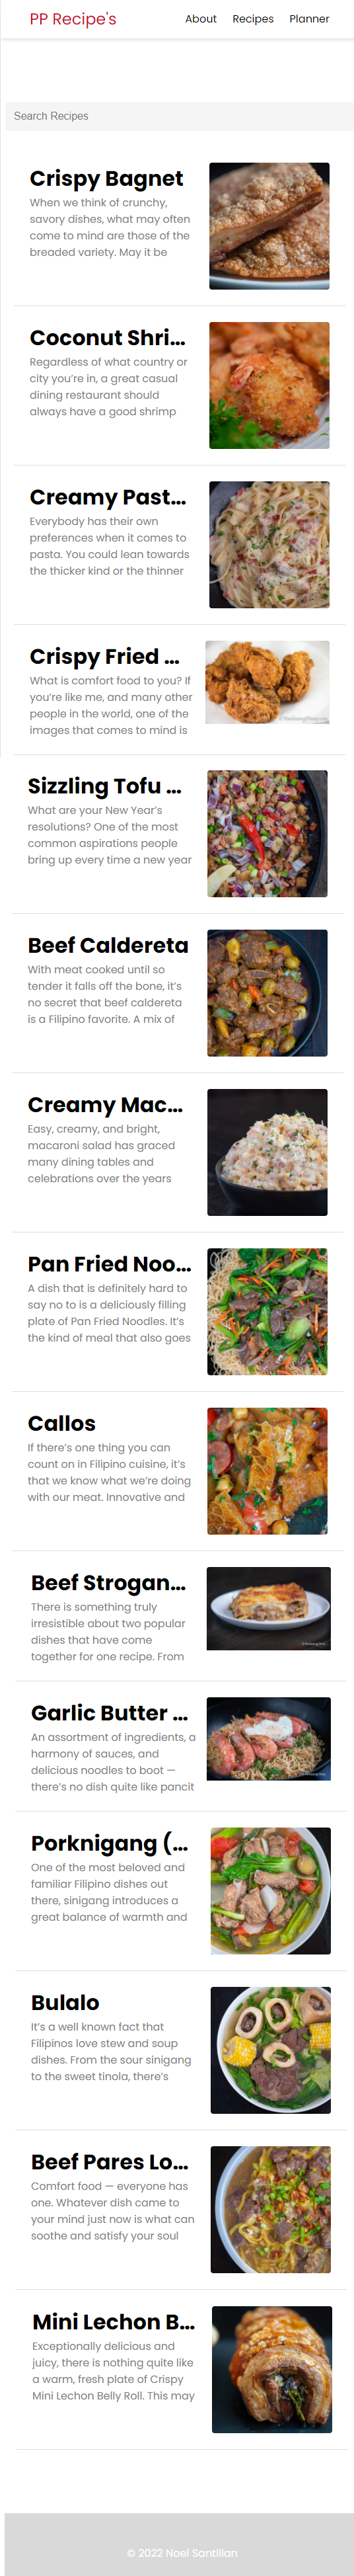 PP Recipe's
About Recipes Planner
Search Recipes
Crispy Bagnet
When we think of crunchy,
savory dishes, what may often
come to mind are those of the
breaded variety. May it be
Coconut Shri...
Regardless of what country or
city you're in, a great casual
dining restaurant should
always have a good shrimp
Creamy Past...
Everybody has their own
preferences when it comes to
pasta. You could lean towards
the thicker kind or the thinner
Crispy Fried ...
What is comfort food to you? If
you're like me, and many other
people in the world, one of the
images that comes to mind is
Sizzling Tofu ...
What are your New Year's
resolutions? One of the most
common aspirations people
bring up every time a new year
Beef Caldereta
With meat cooked until so
tender it falls off the bone, it's
no secret that beef caldereta
is a Filipino favorite. A mix of
Creamy Mac...
Easy, creamy, and bright,
macaroni salad has graced
many dining tables and
celebrations over the years
Pan Fried Noo...
A dish that is definitely hard to
say no to is a deliciously filling
plate of Pan Fried Noodles. It's
the kind of meal that also goes
Callos
If there's one thing you can
count on in Filipino cuisine, it's
that we know what we're doing
with our meat. Innovative and
Beef Strogan...
There is something truly
irresistible about two popular
dishes that have come
together for one recipe. From
Garlic Butter ...
An assortment of ingredients, a
harmony of sauces, and
delicious noodles to boot —
there's no dish quite like pancit
Porknigang (...
One of the most beloved and
familiar Filipino dishes out
there, sinigang introduces a
great balance of warmth and
Bulalo
It's a well known fact that
Filipinos love stew and soup
dishes. From the sour sinigang
to the sweet tinola, there's
Beef Pares Lo...
Comfort food — everyone has
one. Whatever dish came to
your mind just now is what can
soothe and satisfy your soul
Mini Lechon B...
Exceptionally delicious and
juicy, there is nothing quite like
a warm, fresh plate of Crispy
Mini Lechon Belly Roll. This may
© 2022 Noel Santillan